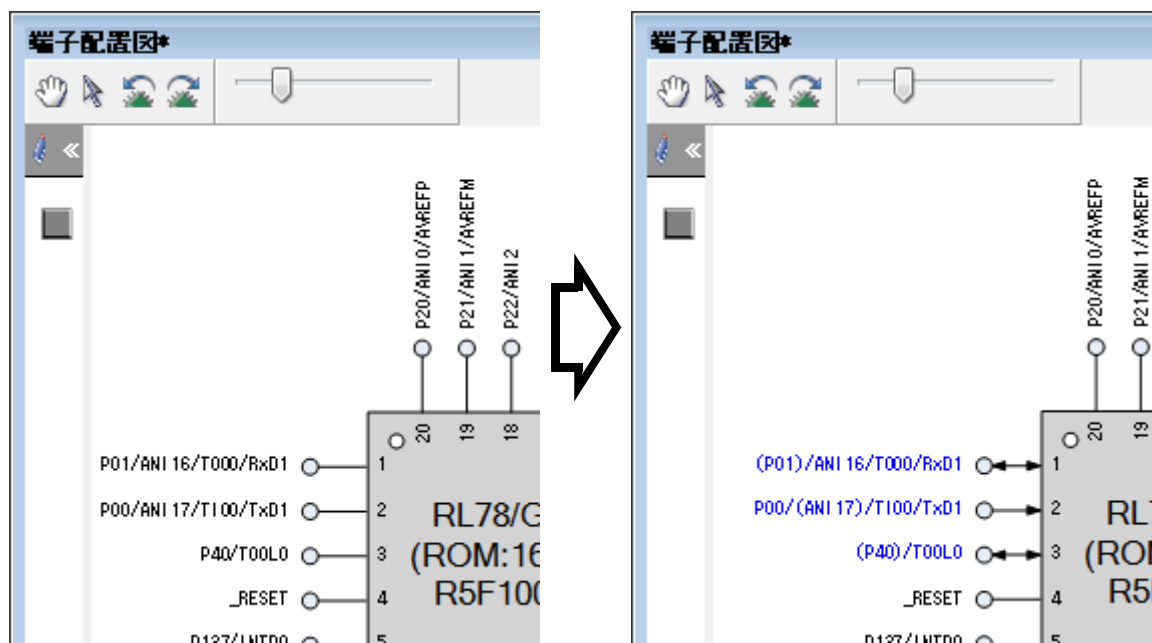 端子配置図*
P20/ANI0/AVREFP
P21/ANI1/AVREFM
P22/ANI2
20
19
18
P01/ANI16/TO00/RxD1
1
P00/ANI17/TI00/TxD1
2
P40/TOOL0
3
_RESET
4
5
RL78/G
(ROM:16
R5F100
端子配置図*
P20/ANI0/AVREFP
P21/ANI1/AVREFM
20
19
(P01)/ANI16/TO00/RxD1
1
P00/(ANI17)/TI00/TxD1
2
(P40)/TOOL0
3
_RESET
4
5
RL
(RO
R5